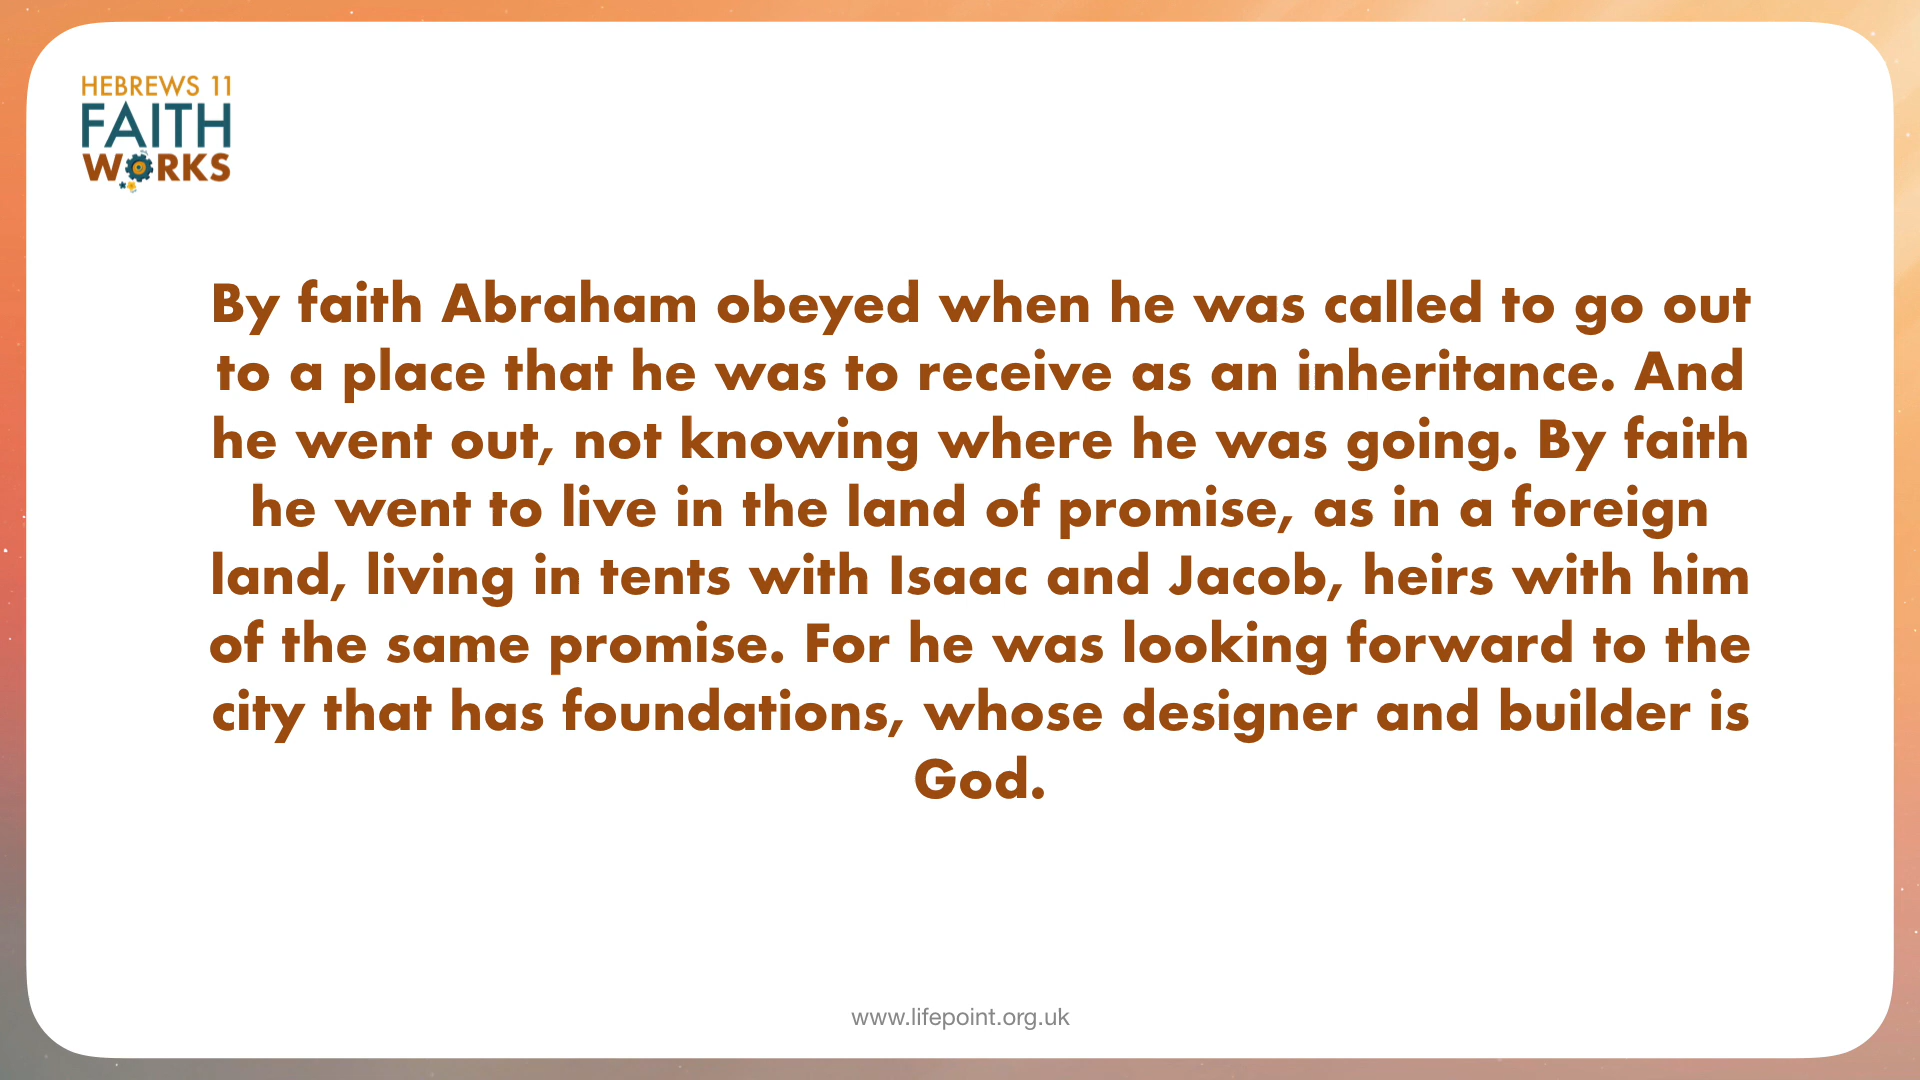 HEBREWS 11
FAITH
WORKS
By faith Abraham obeyed when he was called to go out
to a place that he was to receive as an inheritance. And
he went out, not knowing where he was going. By faith
he went to live in the land of promise, as in a foreign
land, living in tents with Isaac and Jacob, heirs with him
of the same promise. For he was looking forward to the
city that has foundations, whose designer and builder is
God.
www.lifepoint.org.uk